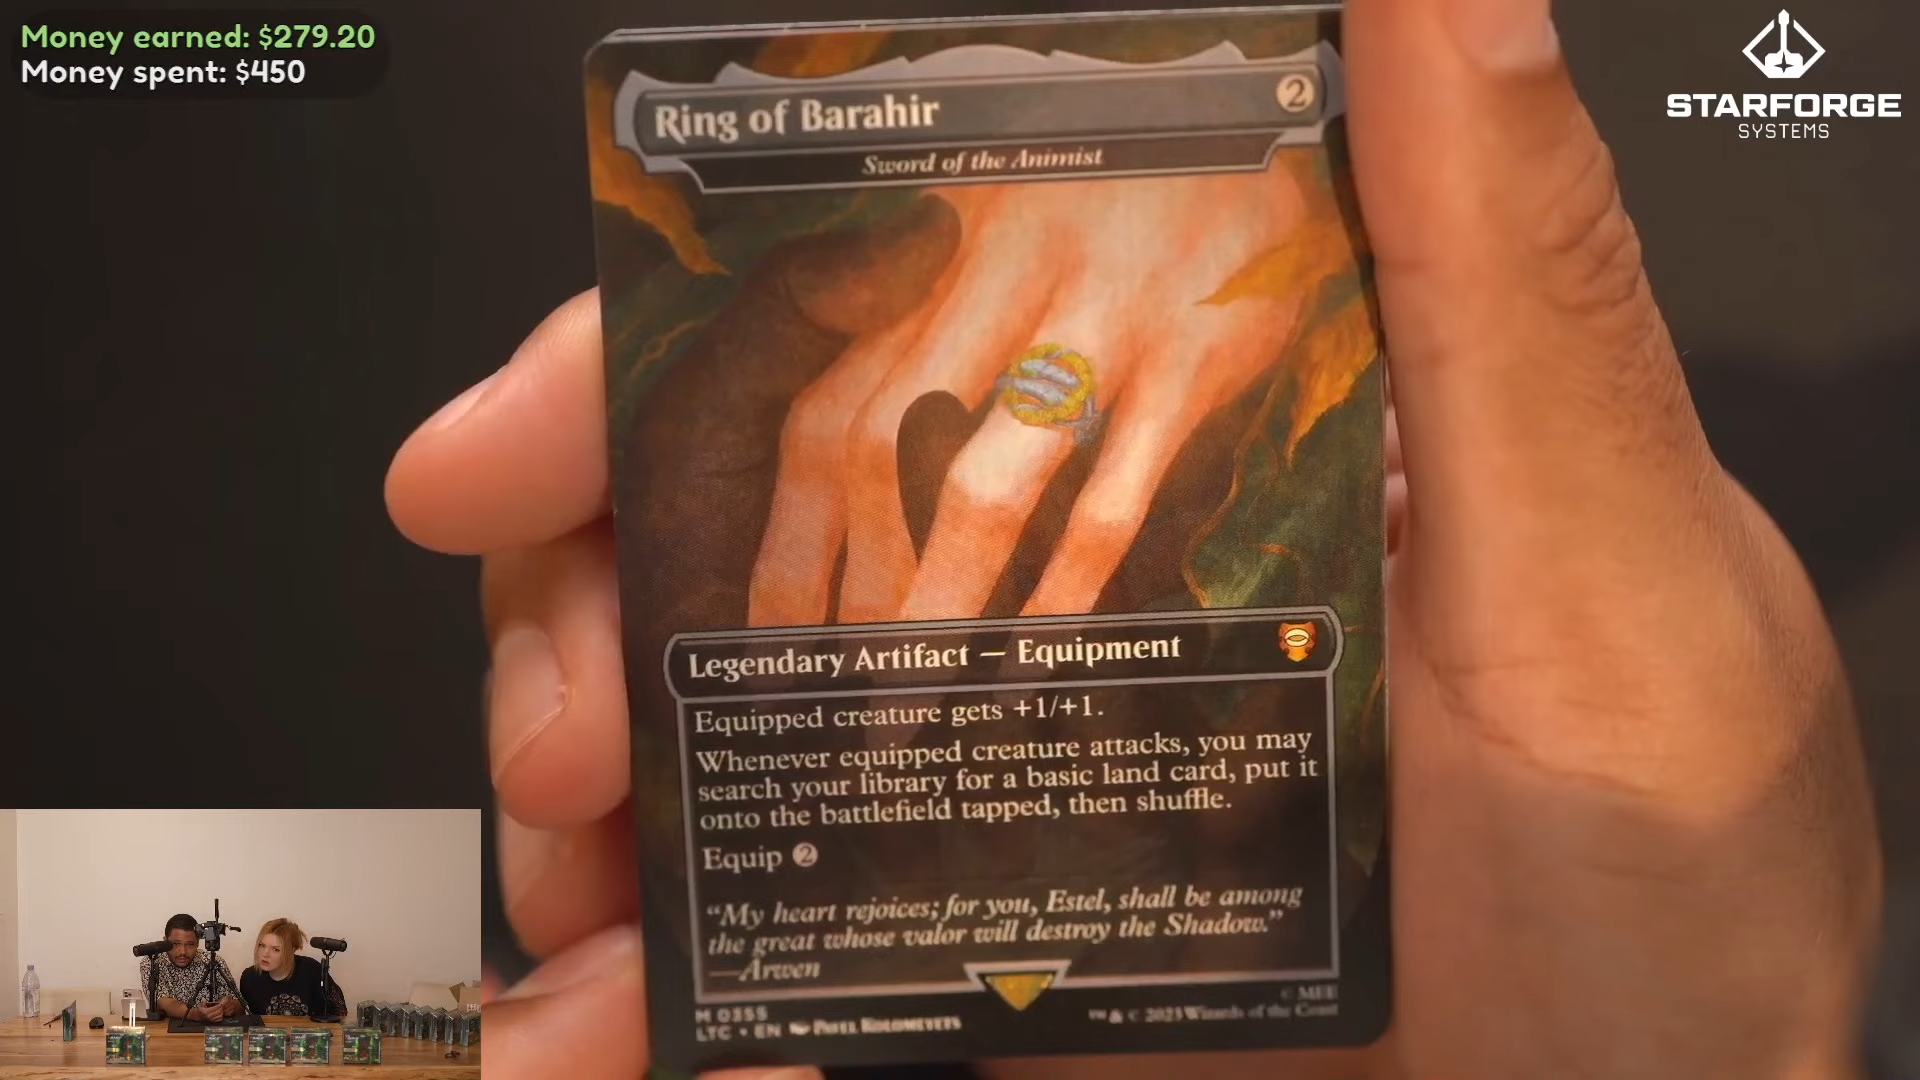 Money earned: $279.20
Money spent: $450
STARFORGE
SYSTEMS
Ring of Barahir
2
Sword of the Animist
Legendary Artifact — Equipment
Equipped creature gets +1/+1.
Whenever equipped creature attacks, you may
search your library for a basic land card, put it
onto the battlefield tapped, then shuffle.
Equip 2
“My heart rejoices; for you, Estel, shall be among
the great whose valor will destroy the Shadow.”
—Arwen
M 0355
LTC • EN Pavel Kolomeyets
© MEE
™ & © 2023 Wizards of the Coast